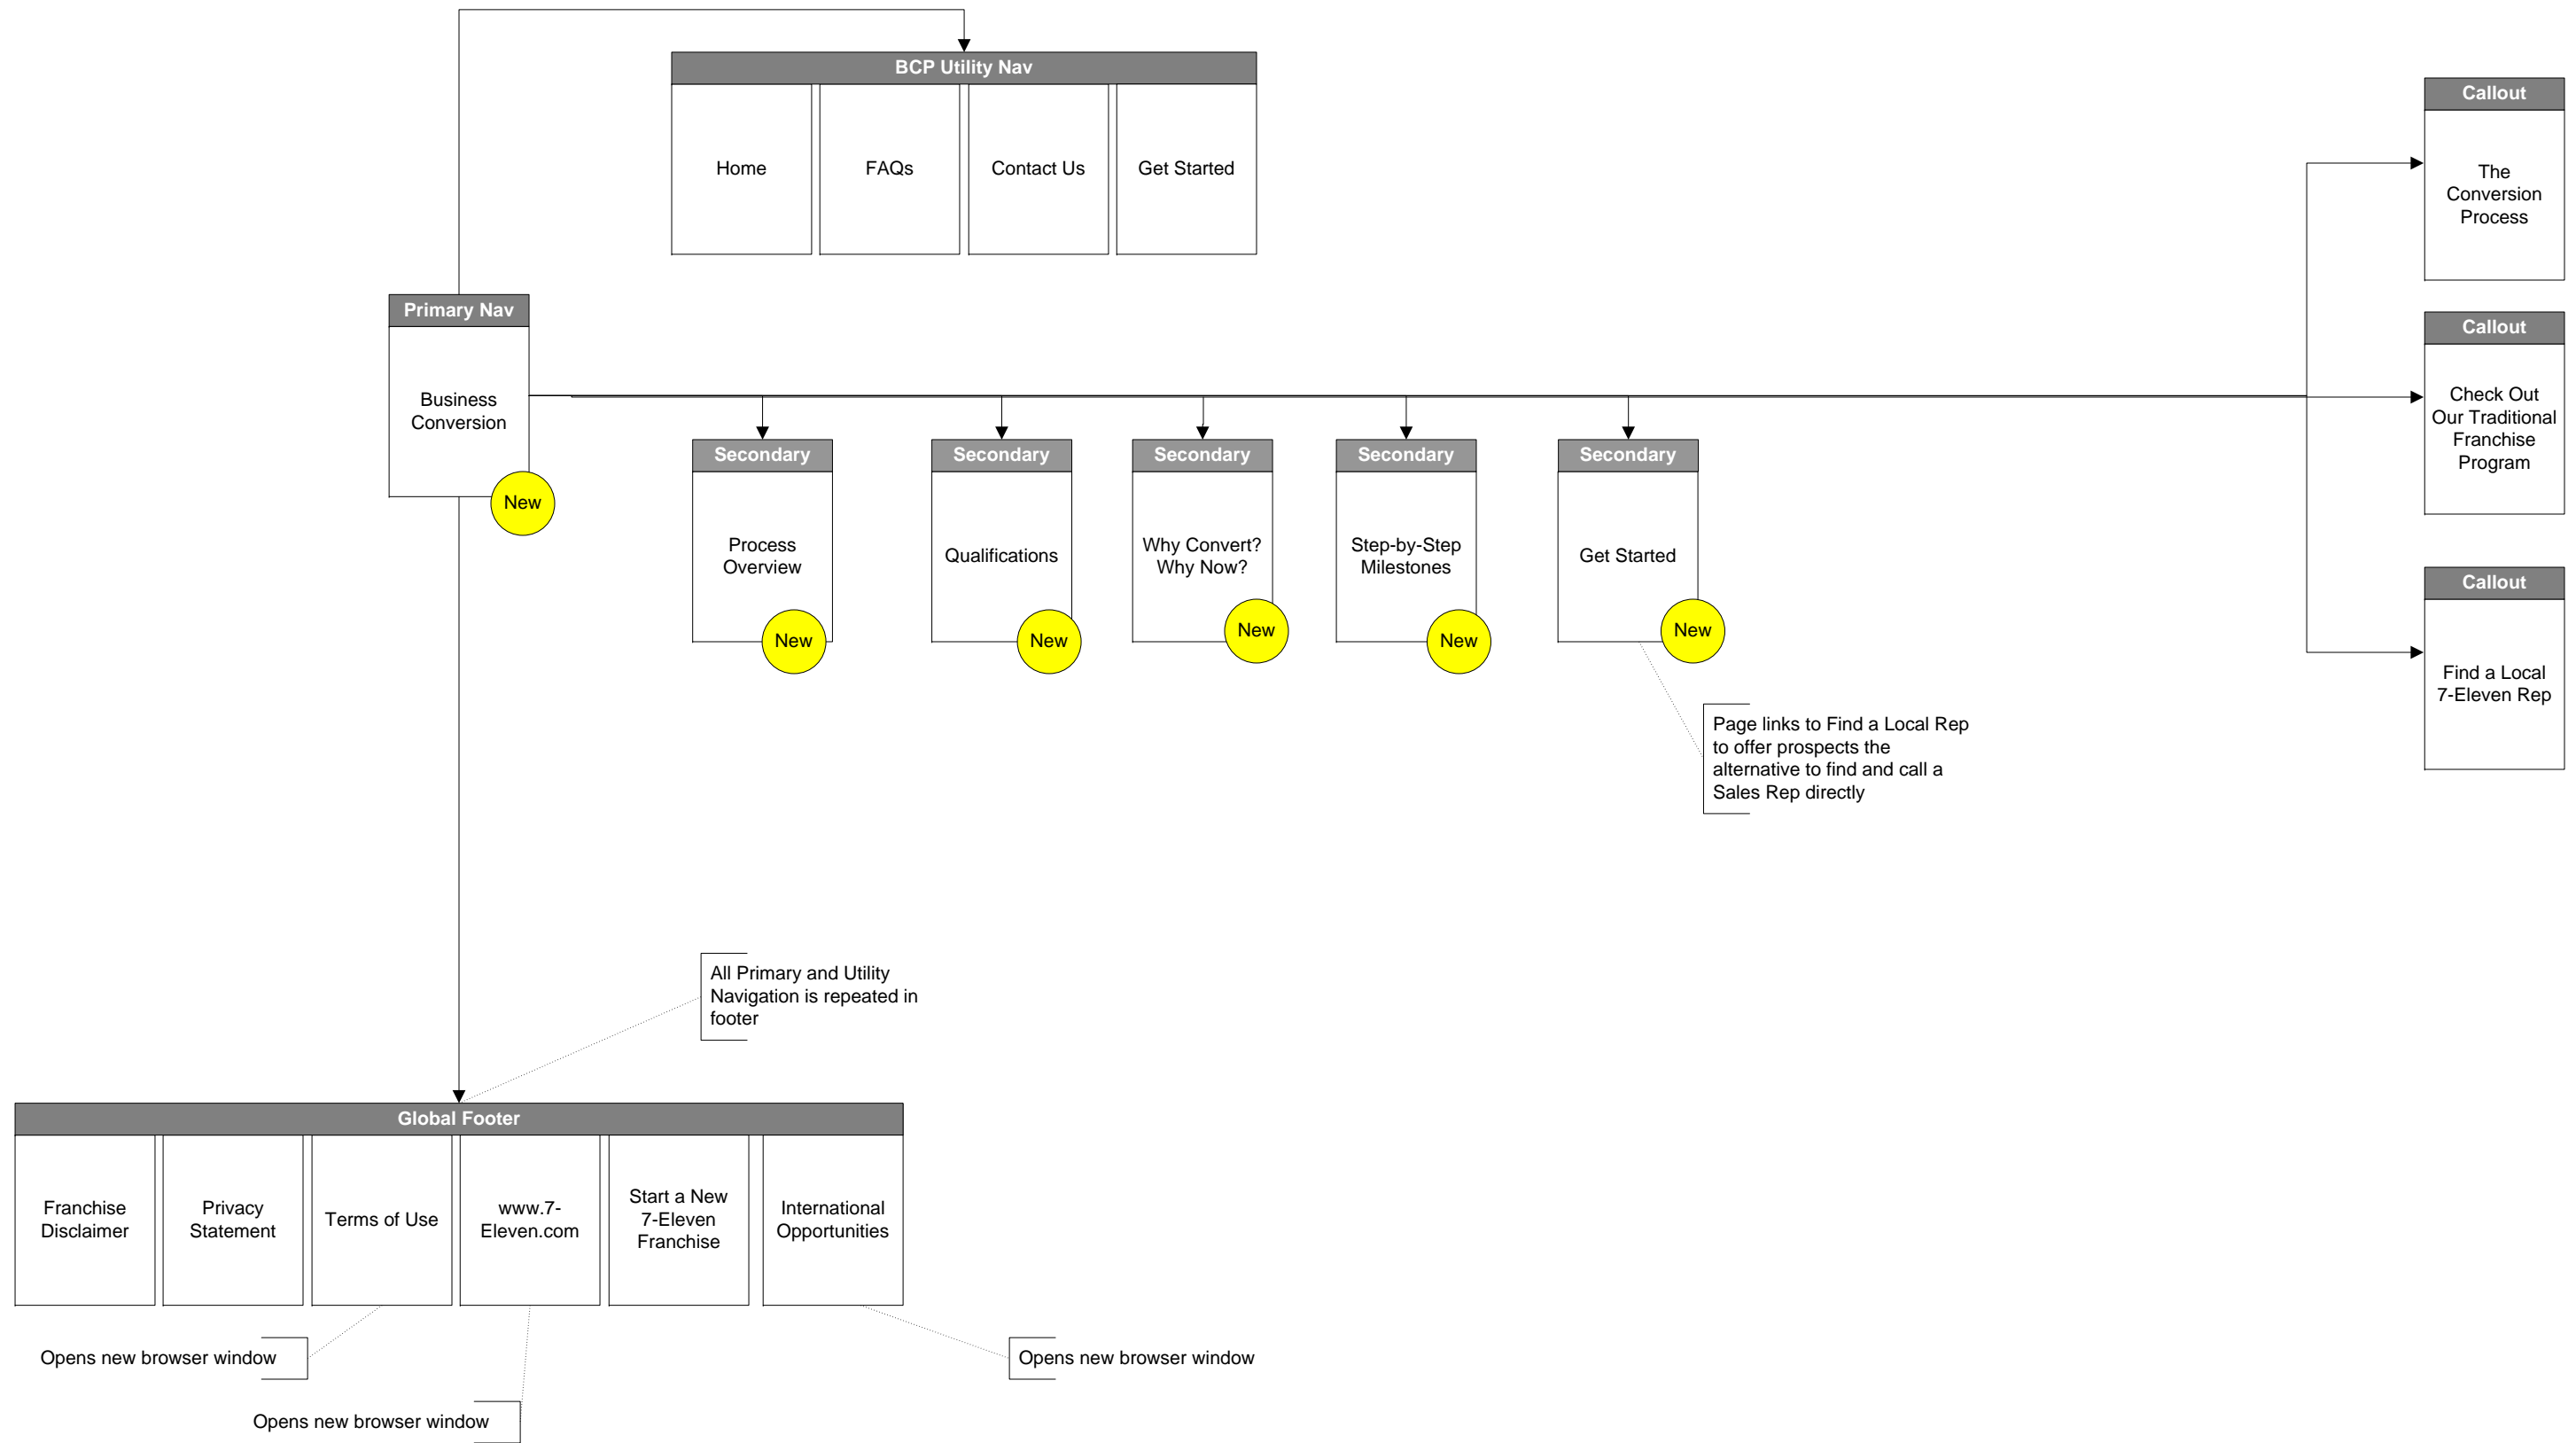 BCP Utility Nav
Home
FAQs
Contact Us
Get Started
Callout
The
Conversion
Process
Primary Nav
Business
Conversion
New
Callout
Check Out
Our Traditional
Franchise
Program
Secondary
Process
Overview
New
Secondary
Qualifications
New
Secondary
Why Convert?
Why Now?
New
Secondary
Step-by-Step
Milestones
New
Secondary
Get Started
New
Callout
Find a Local
7-Eleven Rep
Page links to Find a Local Rep
to offer prospects the
alternative to find and call a
Sales Rep directly
All Primary and Utility
Navigation is repeated in
footer
Global Footer
Franchise
Disclaimer
Privacy
Statement
Terms of Use
www.7-
Eleven.com
Start a New
7-Eleven
Franchise
International
Opportunities
Opens new browser window
Opens new browser window
Opens new browser window